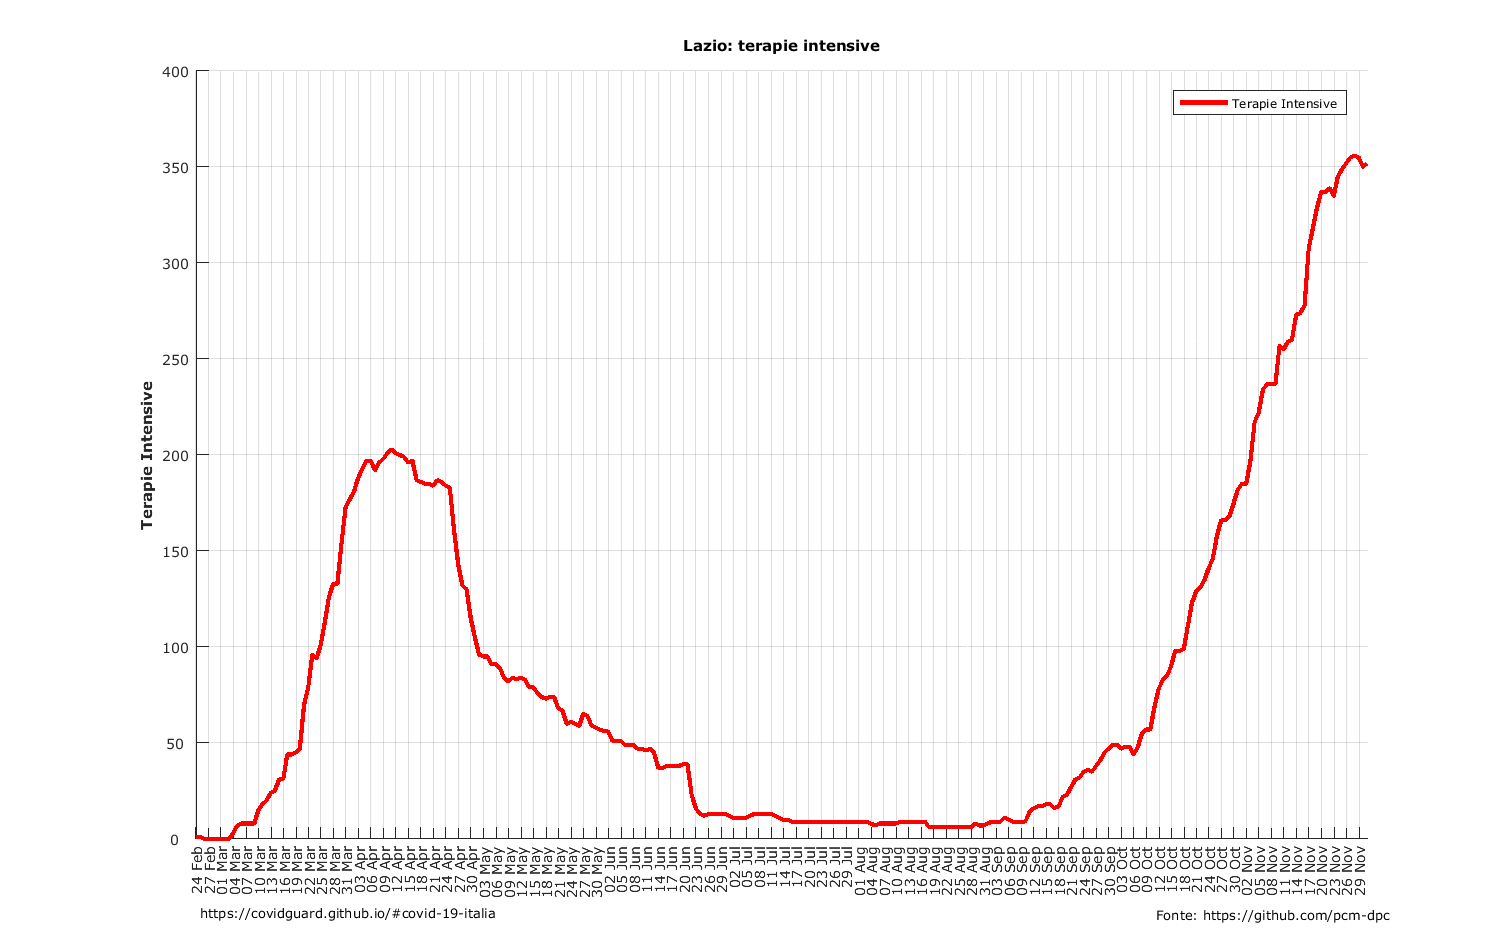 Lazio: terapie intensive
400
350
300
250
200
150
100
50
0
Terapie Intensive
Terapie Intensive
24 Feb
27 Feb
01 Mar
04 Mar
07 Mar
10 Mar
13 Mar
16 Mar
19 Mar
22 Mar
25 Mar
28 Mar
31 Mar
03 Apr
06 Apr
09 Apr
12 Apr
15 Apr
18 Apr
21 Apr
24 Apr
27 Apr
30 Apr
03 May
06 May
09 May
12 May
15 May
18 May
21 May
24 May
27 May
30 May
02 Jun
05 Jun
08 Jun
11 Jun
14 Jun
17 Jun
20 Jun
23 Jun
26 Jun
29 Jun
02 Jul
05 Jul
08 Jul
11 Jul
14 Jul
17 Jul
20 Jul
23 Jul
26 Jul
29 Jul
01 Aug
04 Aug
07 Aug
10 Aug
13 Aug
16 Aug
19 Aug
22 Aug
25 Aug
28 Aug
31 Aug
03 Sep
06 Sep
09 Sep
12 Sep
15 Sep
18 Sep
21 Sep
24 Sep
27 Sep
30 Sep
03 Oct
06 Oct
09 Oct
12 Oct
15 Oct
18 Oct
21 Oct
24 Oct
27 Oct
30 Oct
02 Nov
05 Nov
08 Nov
11 Nov
14 Nov
17 Nov
20 Nov
23 Nov
26 Nov
29 Nov
https://covidguard.github.io/#covid-19-italia
Fonte: https://github.com/pcm-dpc